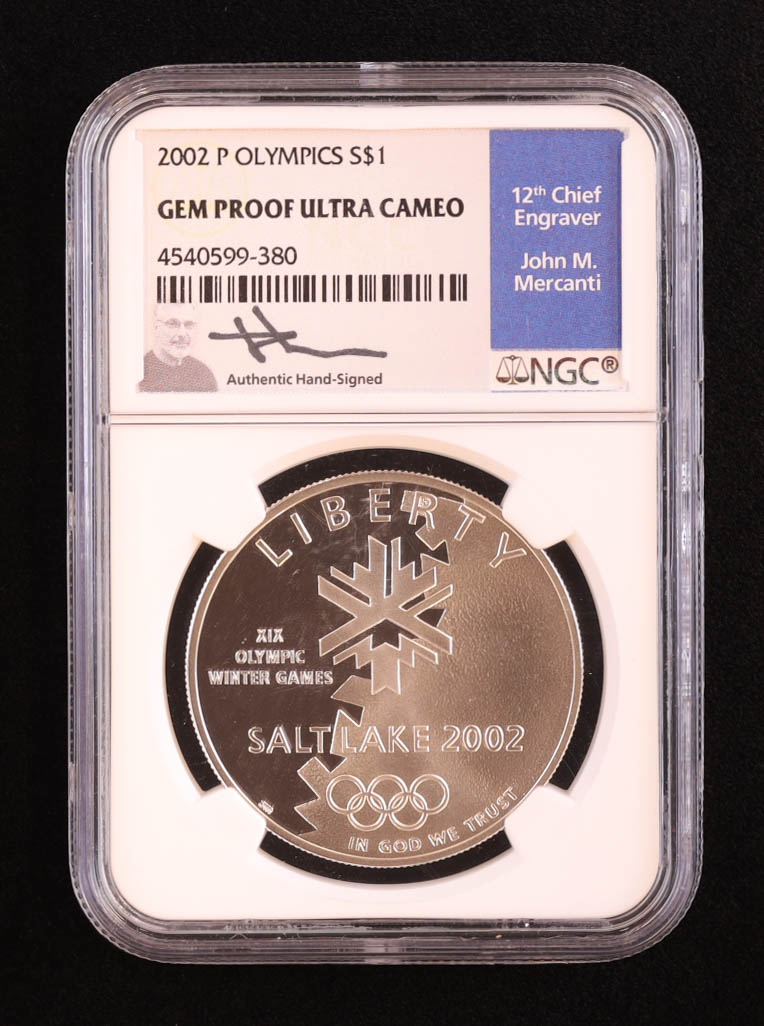 2002 P OLYMPICS S$1
GEM PROOF ULTRA CAMEO
4540599-380
Authentic Hand-Signed
12th Chief
Engraver
John M.
Mercanti
NGC®
LIBERTY
XIX
OLYMPIC
WINTER GAMES
SALT LAKE 2002
IN GOD WE TRUST